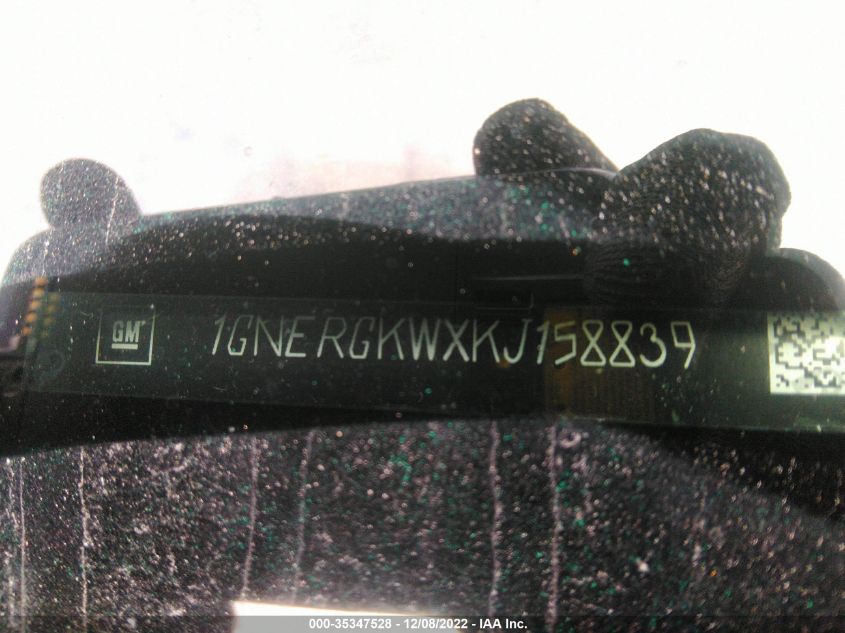 GM
1GNERGKWXKJ158839
000-35347528 - 12/08/2022 - IAA Inc.